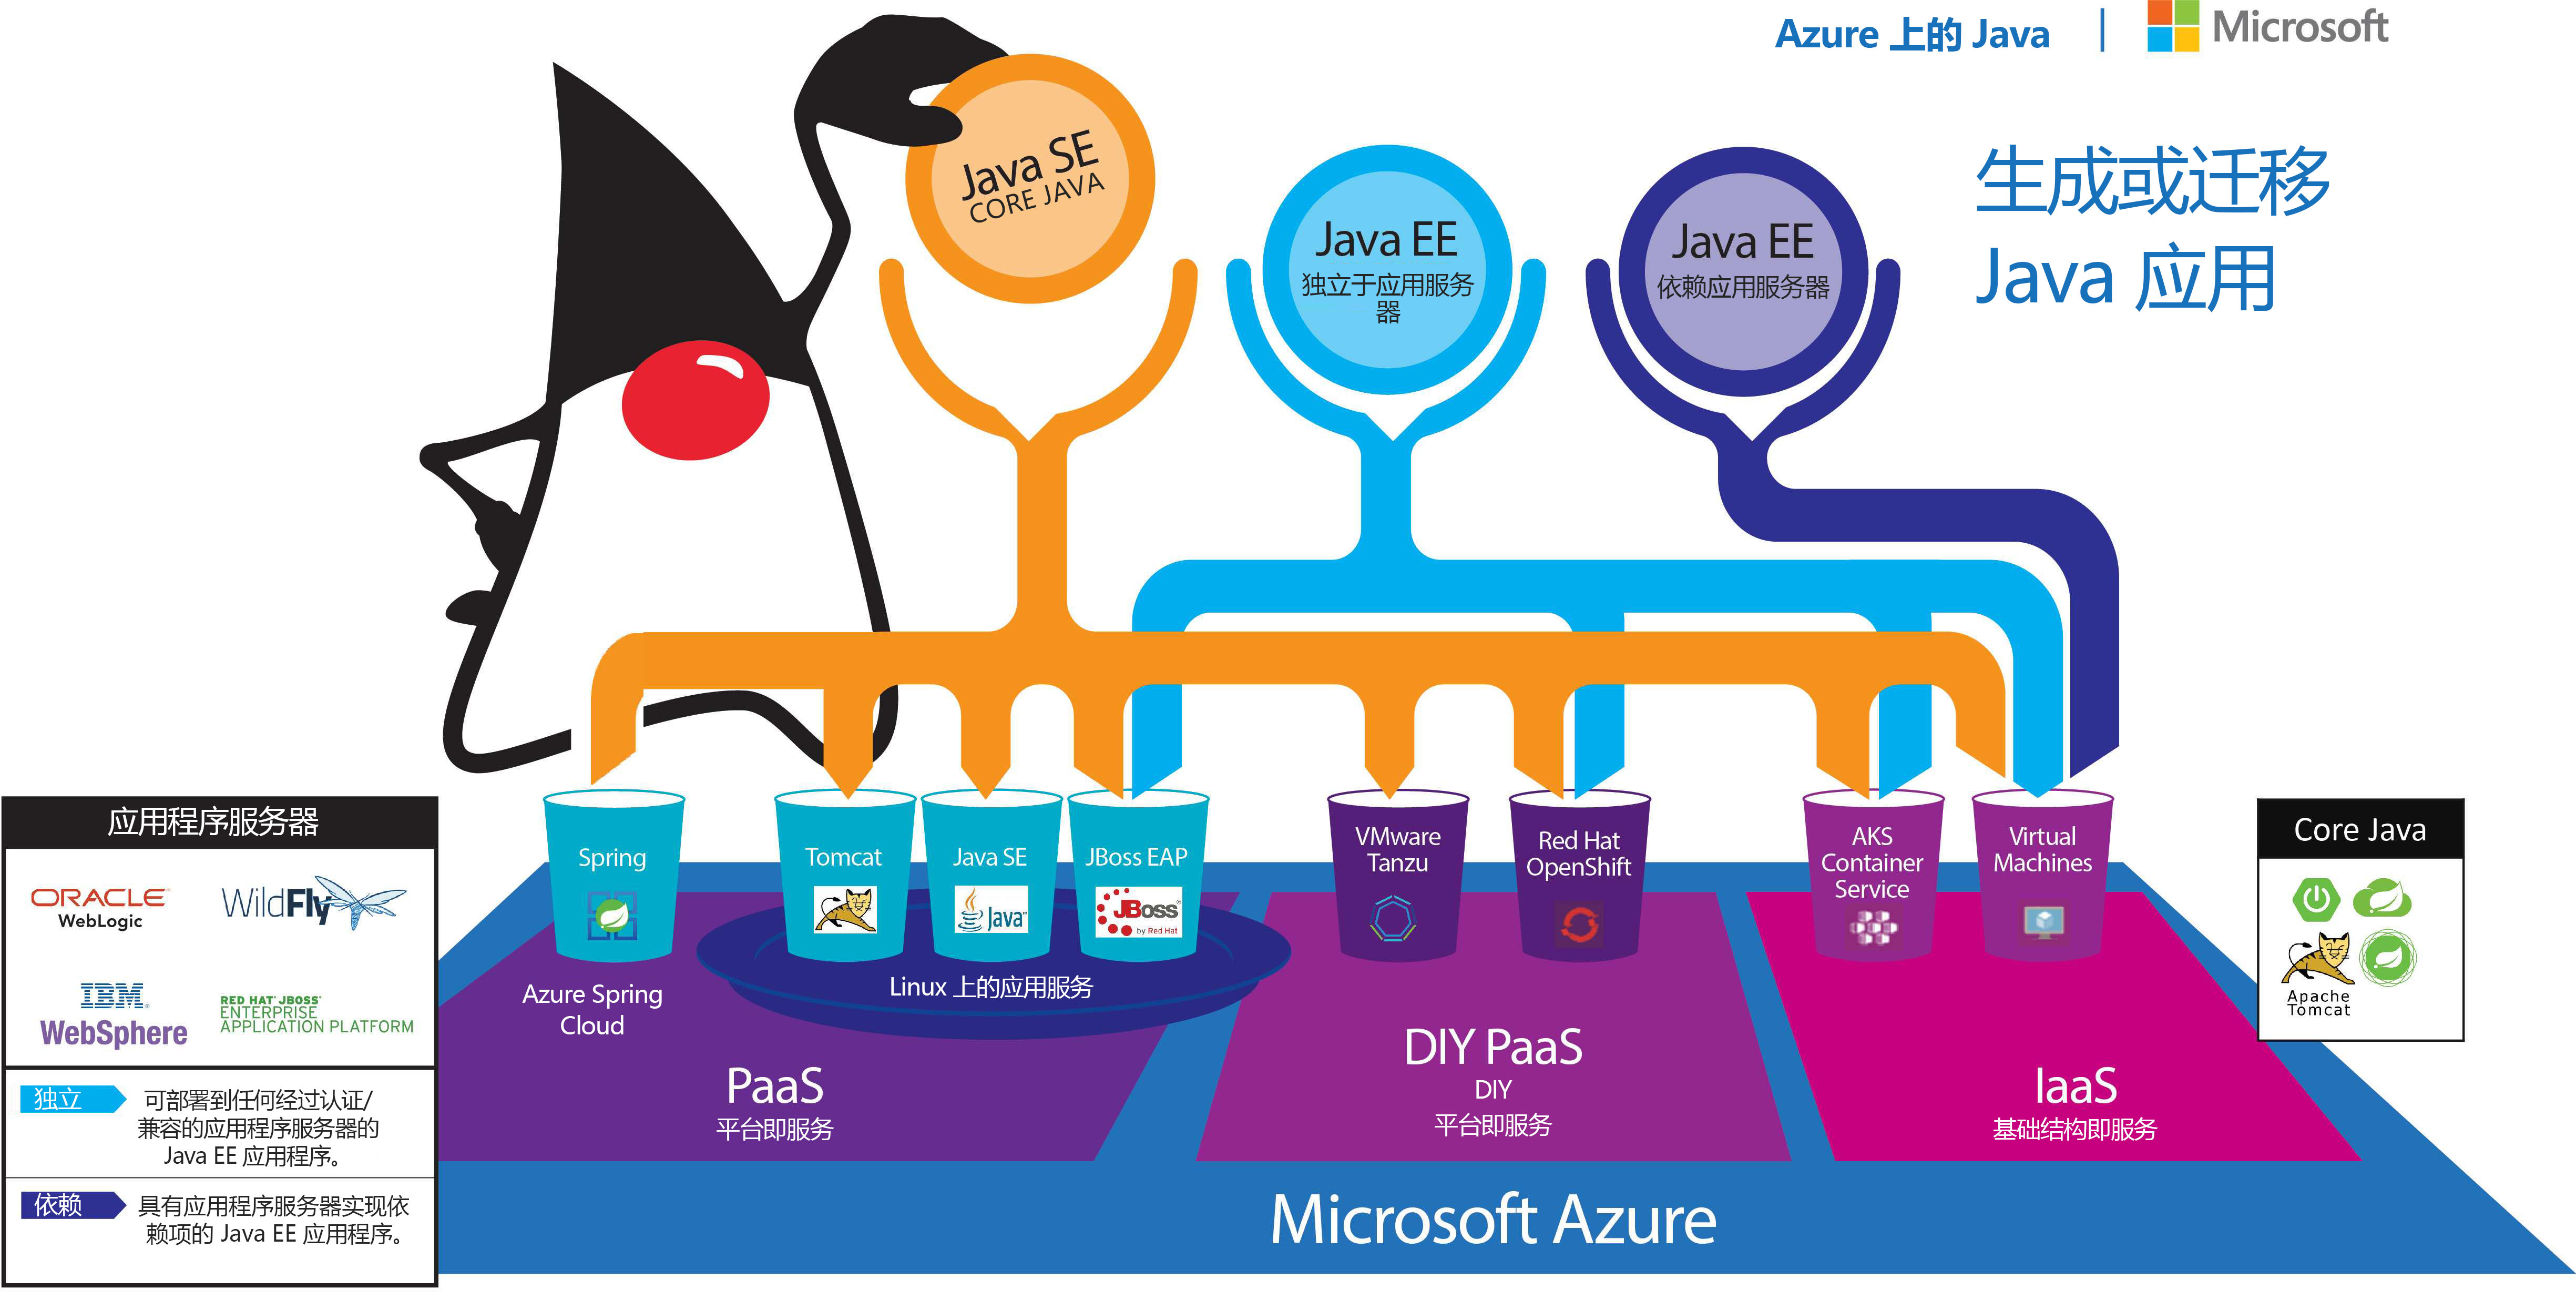 Azure 上的 Java
Microsoft
生成或迁移
Java 应用
Java SE
CORE JAVA
Java EE
独立于应用服务
器
Java EE
依赖应用服务器
Spring
Tomcat
Java SE
Java™
JBoss EAP
JBoss®
by Red Hat
VMware
Tanzu
Red Hat
OpenShift
AKS
Container
Service
Virtual
Machines
Azure Spring
Cloud
Linux 上的应用服务
PaaS
平台即服务
DIY PaaS
DIY
平台即服务
IaaS
基础结构即服务
Microsoft Azure
应用程序服务器
ORACLE®
WebLogic
WildFly
IBM®
WebSphere
RED HAT® JBOSS®
ENTERPRISE
APPLICATION PLATFORM
独立
可部署到任何经过认证/
兼容的应用程序服务器的
Java EE 应用程序。
依赖
具有应用程序服务器实现依
赖项的 Java EE 应用程序。
Core Java
Apache
Tomcat